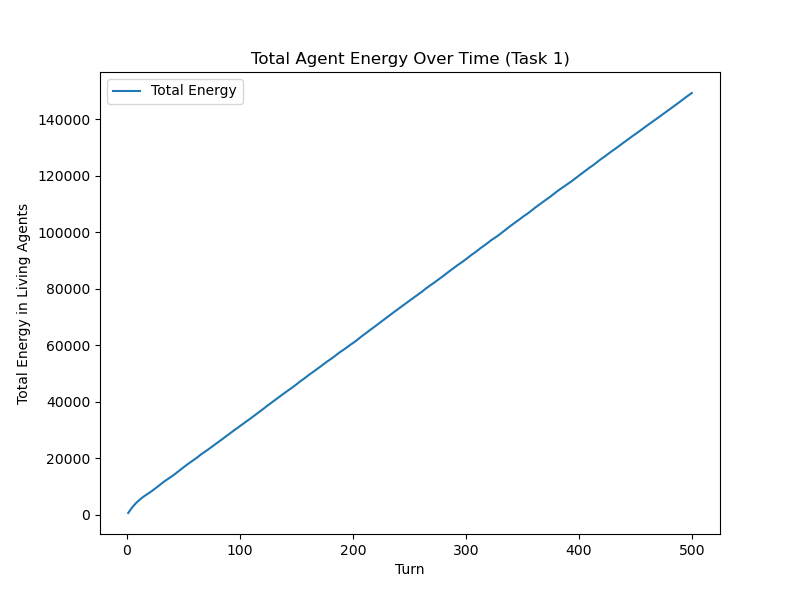 Total Agent Energy Over Time (Task 1)
Total Energy
Total Energy in Living Agents
140000
120000
100000
80000
60000
40000
20000
0
0 100 200 300 400 500
Turn